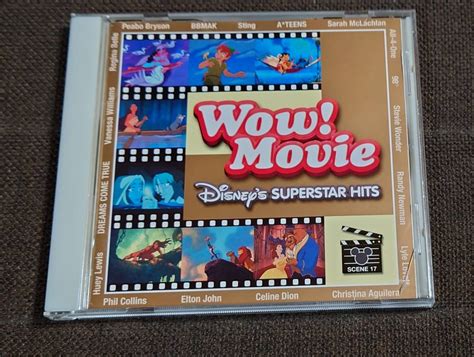 Peabo Bryson BBMAK Sting A*TEENS Sarah McLachlan
All-4-One
98°
Stevie Wonder
Randy Newman
Regina Belle
Vanessa Williams
DREAMS COME TRUE
Huey Lewis
Wow!
Movie
Disney's SUPERSTAR HITS
SCENE 17
Phil Collins Elton John Celine Dion Christina Aguilera